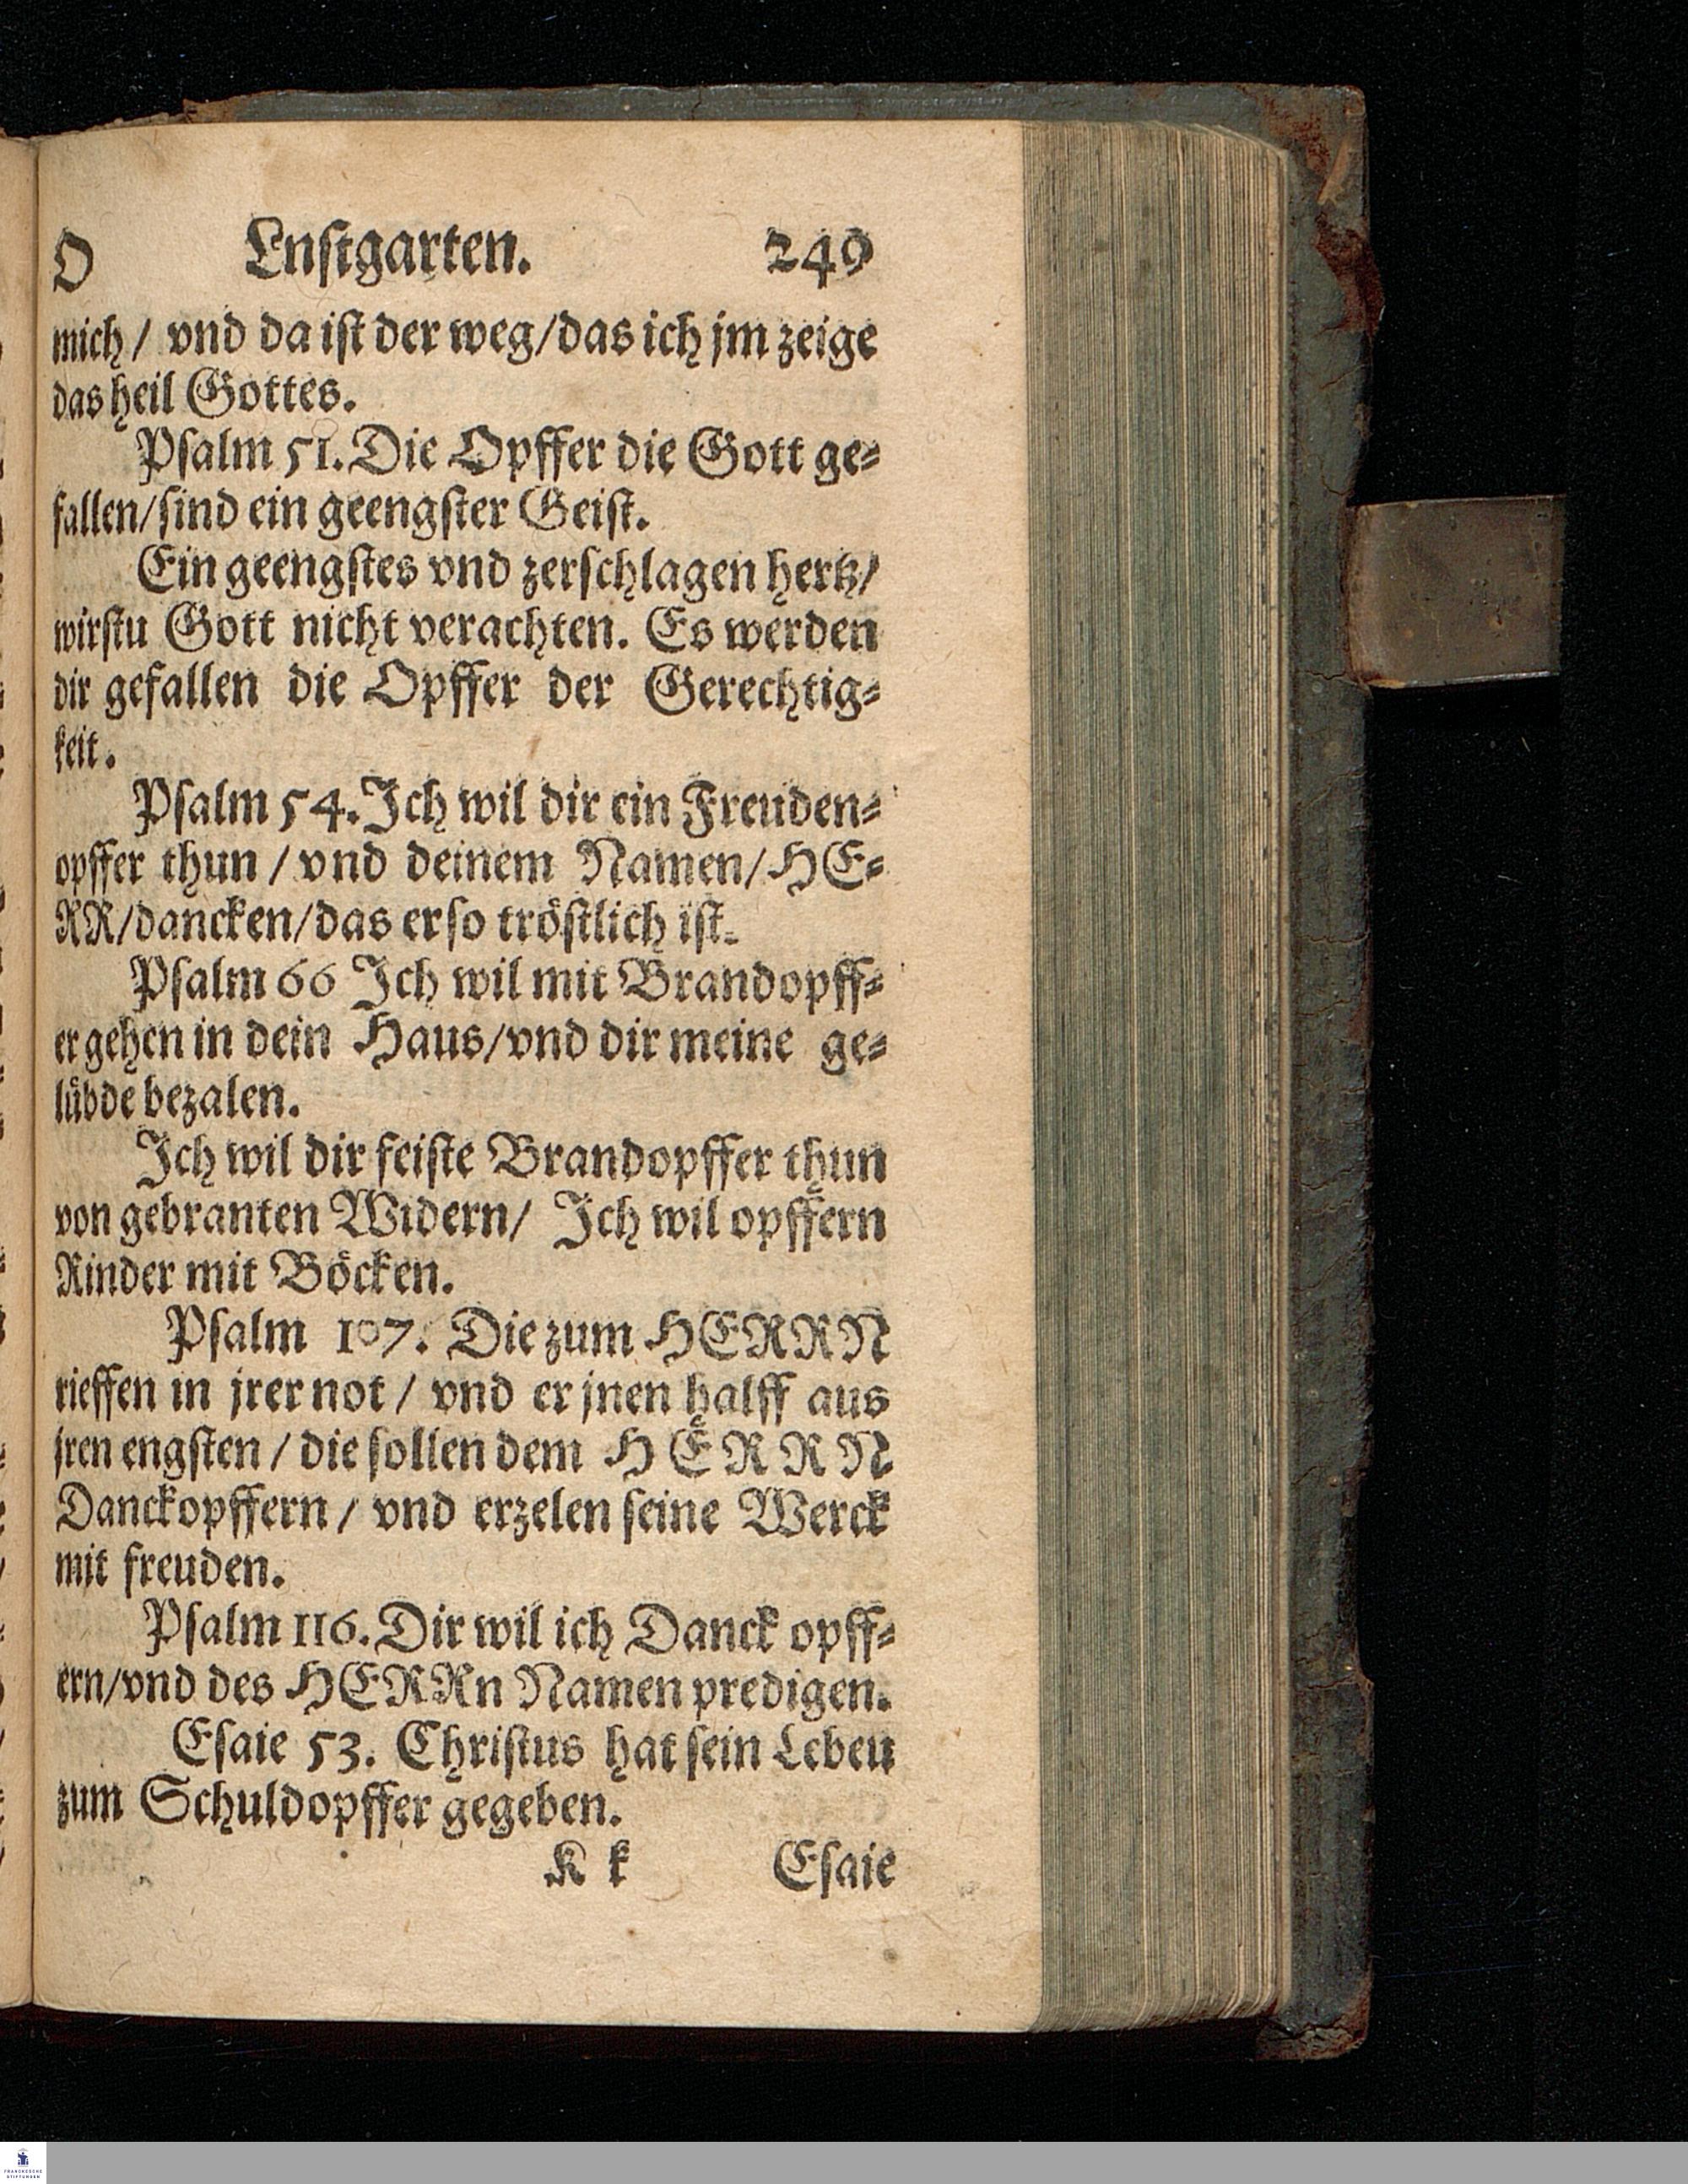 O Lnſtgarten. 249
mich / vnd da iſt der weg/das ich jm zeige
das heil Gottes.
Pſalm 51. Die Opffer die Gott ge⸗
fallen/ſind ein geengſter Geiſt.
Ein geengſtes vnd zerſchlagen hertz/
wirſtu Gott nicht verachten. Es werden
dir gefallen die Opffer der Gerechtig⸗
keit.
Pſalm 54. Ich wil dir ein Freuden⸗
opffer thun / vnd deinem Namen/HE⸗
RR/dancken/das er ſo tröſtlich iſt.
Pſalm 66 Ich wil mit Brandopff⸗
er gehen in dein Haus/vnd dir meine ge⸗
lübde bezalen.
Ich wil dir feiſte Brandopffer thun
von gebranten Widern/ Ich wil opffern
Rinder mit Böcken.
Pſalm 107. Die zum HERRN
rieffen in jrer not / vnd er jnen halff aus
jren engſten / die ſollen dem HERRN
Danckopffern / vnd erzelen ſeine Werck
mit freuden.
Pſalm 116. Dir wil ich Danck opff⸗
ern/vnd des HERRn Namen predigen.
Eſaie 53. Chriſtus hat ſein Leben
zum Schuldopffer gegeben.
K k Eſaie
FRANCKESCHE
STIFTUNGEN